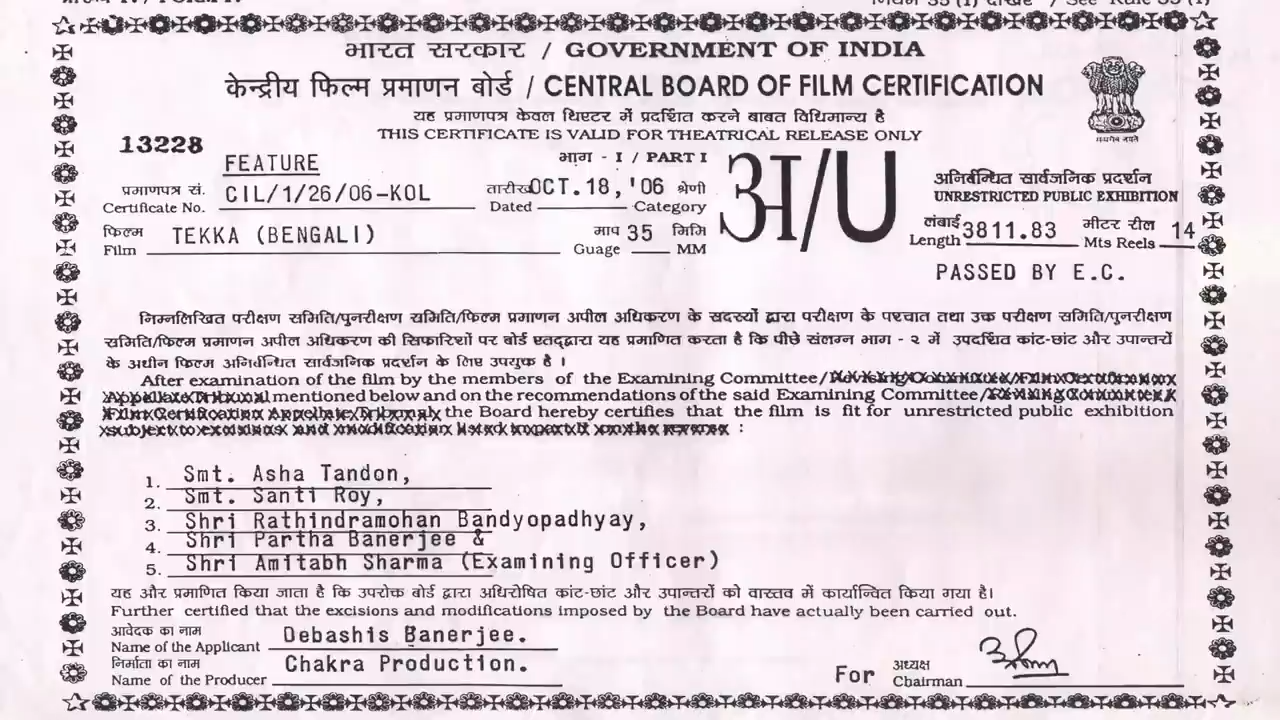 भारत सरकार / GOVERNMENT OF INDIA
केन्द्रीय फिल्म प्रमाणन बोर्ड / CENTRAL BOARD OF FILM CERTIFICATION
यह प्रमाणपत्र केवल थिएटर में प्रदर्शित करने बाबत विधिमान्य है
THIS CERTIFICATE IS VALID FOR THEATRICAL RELEASE ONLY
13228
FEATURE
भाग - I / PART I
प्रमाणपत्र सं. CIL/1/26/06-KOL तारीख OCT.18,'06 श्रेणी
Certificate No. Dated Category
अ/U
अनिर्बन्धित सार्वजनिक प्रदर्शन
UNRESTRICTED PUBLIC EXHIBITION
फिल्म TEKKA (BENGALI) माप 35 मिमि
Film Guage MM
लंबाई 3811.83 मीटर रील 14
Length Mts Reels
PASSED BY E.C.
निम्नलिखित परीक्षण समिति/पुनरीक्षण समिति/फिल्म प्रमाणन अपील अधिकरण के सदस्यों द्वारा परीक्षण के पश्चात तथा उक्त परीक्षण समिति/पुनरीक्षण
समिति/फिल्म प्रमाणन अपील अधिकरण की सिफारिशों पर बोर्ड एतद्द्वारा यह प्रमाणित करता है कि पीछे संलग्न भाग - २ में उपदर्शित कांट-छांट और उपान्तरों
के अधीन फिल्म अनिर्बन्धित सार्वजनिक प्रदर्शन के लिए उपयुक्त है ।
After examination of the film by the members of the Examining Committee/
mentioned below and on the recommendations of the said Examining Committee/
the Board hereby certifies that the film is fit for unrestricted public exhibition
:
1. Smt. Asha Tandon,
2. Smt. Santi Roy,
3. Shri Rathindramohan Bandyopadhyay,
4. Shri Partha Banerjee &
5. Shri Amitabh Sharma (Examining Officer)
यह और प्रमाणित किया जाता है कि उपरोक्त बोर्ड द्वारा अधिरोपित कांट-छांट और उपान्तरों को वास्तव में कार्यान्वित किया गया है।
Further certified that the excisions and modifications imposed by the Board have actually been carried out.
आवेदक का नाम
Name of the Applicant Debashis Banerjee.
निर्माता का नाम
Name of the Producer Chakra Production.
For अध्यक्ष
Chairman